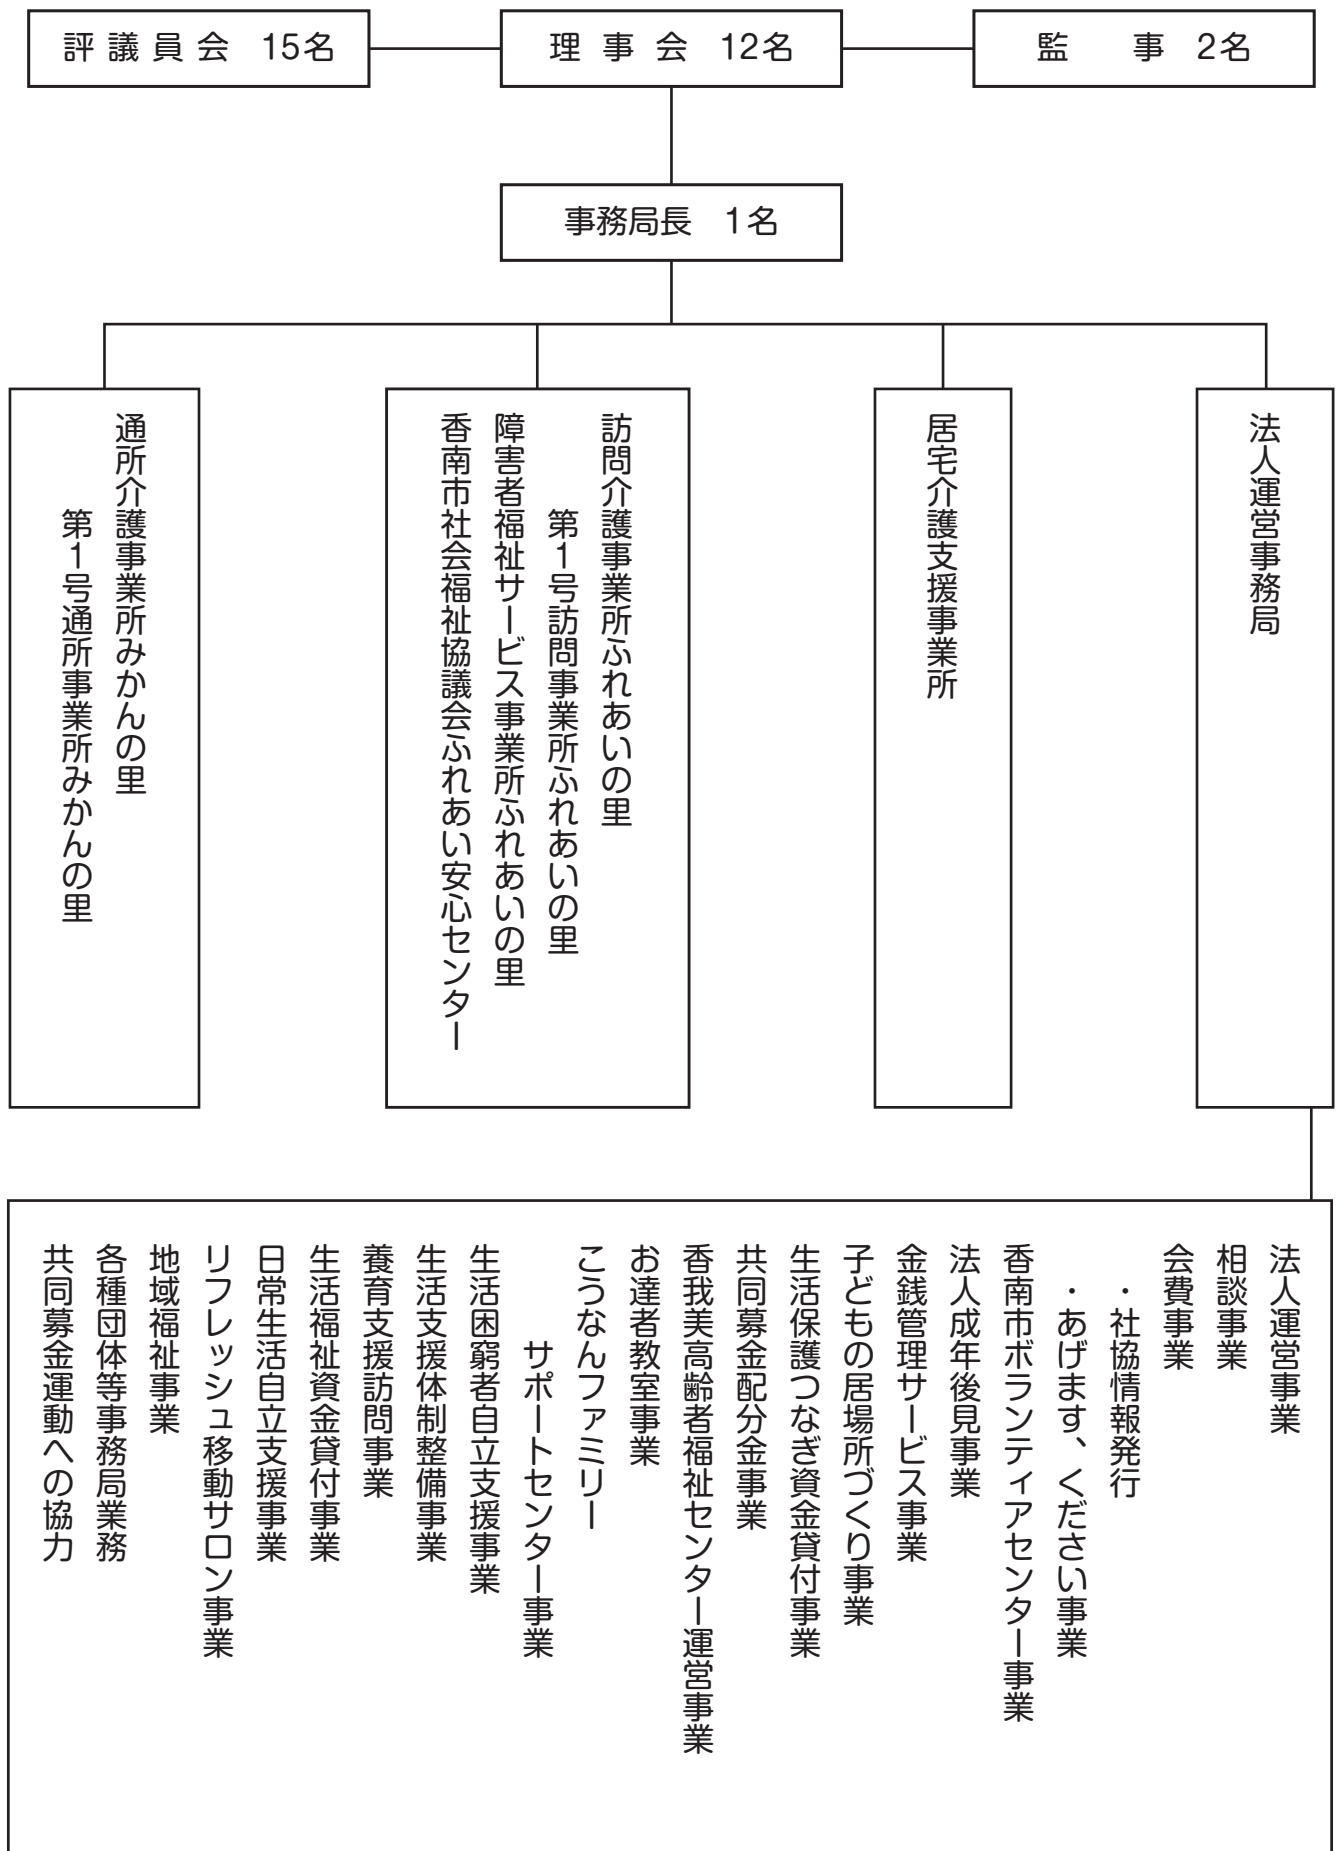 評議員会 15名
理事会 12名
監事 2名
事務局長 1名
法人運営事務局
居宅介護支援事業所
訪問介護事業所ふれあいの里
第1号訪問事業所ふれあいの里
障害者福祉サービス事業所ふれあいの里
香南市社会福祉協議会ふれあい安心センター
通所介護事業所みかんの里
第1号通所事業所みかんの里
法人運営事業
相談事業
会費事業
・社協情報発行
・あげます、ください事業
香南市ボランティアセンター事業
法人成年後見事業
金銭管理サービス事業
子どもの居場所づくり事業
生活保護つなぎ資金貸付事業
共同募金配分金事業
香我美高齢者福祉センター運営事業
お達者教室事業
こうなんファミリー
サポートセンター事業
生活困窮者自立支援事業
生活支援体制整備事業
養育支援訪問事業
生活福祉資金貸付事業
日常生活自立支援事業
リフレッシュ移動サロン事業
地域福祉事業
各種団体等事務局業務
共同募金運動への協力